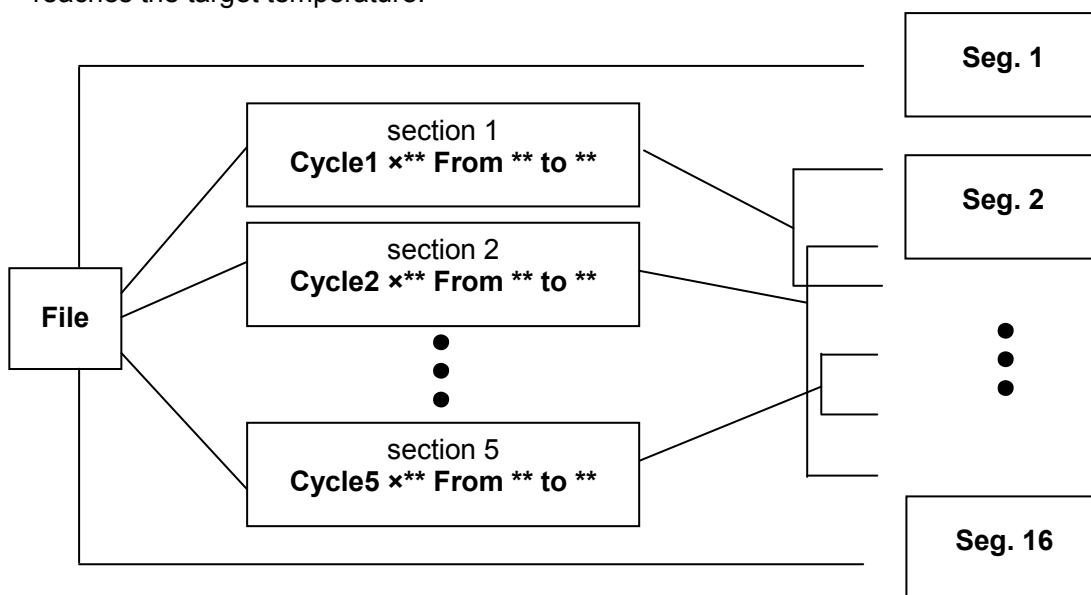 reaches the target temperature.
Seg. 1
section 1
Cycle1 ×** From ** to **
Seg. 2
section 2
Cycle2 ×** From ** to **
File
section 5
Cycle5 ×** From ** to **
Seg. 16